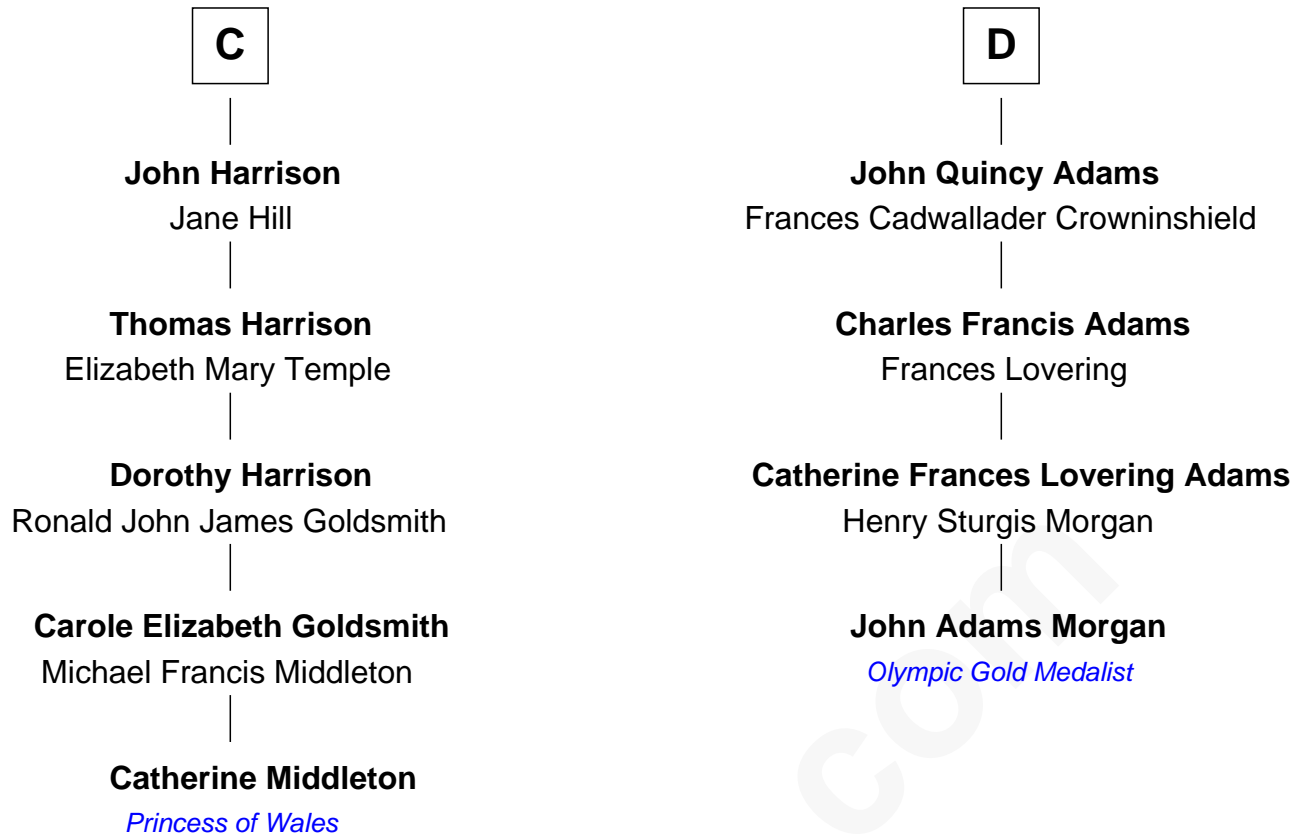 C
John Harrison
Jane Hill
Thomas Harrison
Elizabeth Mary Temple
Dorothy Harrison
Ronald John James Goldsmith
Carole Elizabeth Goldsmith
Michael Francis Middleton
Catherine Middleton
Princess of Wales
D
John Quincy Adams
Frances Cadwallader Crowninshield
Charles Francis Adams
Frances Lovering
Catherine Frances Lovering Adams
Henry Sturgis Morgan
John Adams Morgan
Olympic Gold Medalist
com